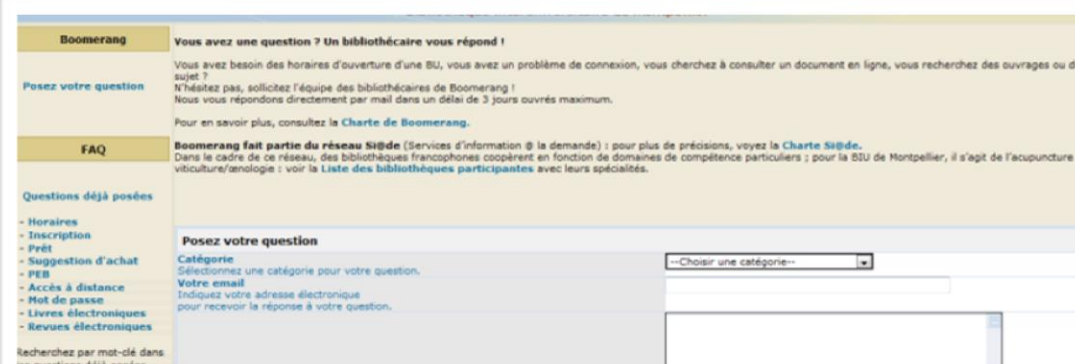 Boomerang
Posez votre question
FAQ
Questions déjà posées
- Horaires
- Inscription
- Prêt
- Suggestion d'achat
- PEB
- Accès à distance
- Mot de passe
- Livres électroniques
- Revues électroniques
Recherchez par mot-clé dans
Vous avez une question ? Un bibliothécaire vous répond !
Vous avez besoin des horaires d'ouverture d'une BU, vous avez un problème de connexion, vous cherchez à consulter un document en ligne, vous recherchez des ouvrages ou d
sujet ?
N'hésitez pas, sollicitez l'équipe des bibliothécaires de Boomerang !
Nous vous répondons directement par mail dans un délai de 3 jours ouvrés maximum.
Pour en savoir plus, consultez la Charte de Boomerang.
Boomerang fait partie du réseau Si@de (Services d'information @ la demande) : pour plus de précisions, voyez la Charte Si@de.
Dans le cadre de ce réseau, des bibliothèques francophones coopèrent en fonction de domaines de compétence particuliers ; pour la BIU de Montpellier, il s'agit de l'acupuncture
viticulture/œnologie : voir la Liste des bibliothèques participantes avec leurs spécialités.
Posez votre question
Catégorie
Sélectionnez une catégorie pour votre question.
--Choisir une catégorie--
Votre email
Indiquez votre adresse électronique
pour recevoir la réponse à votre question.